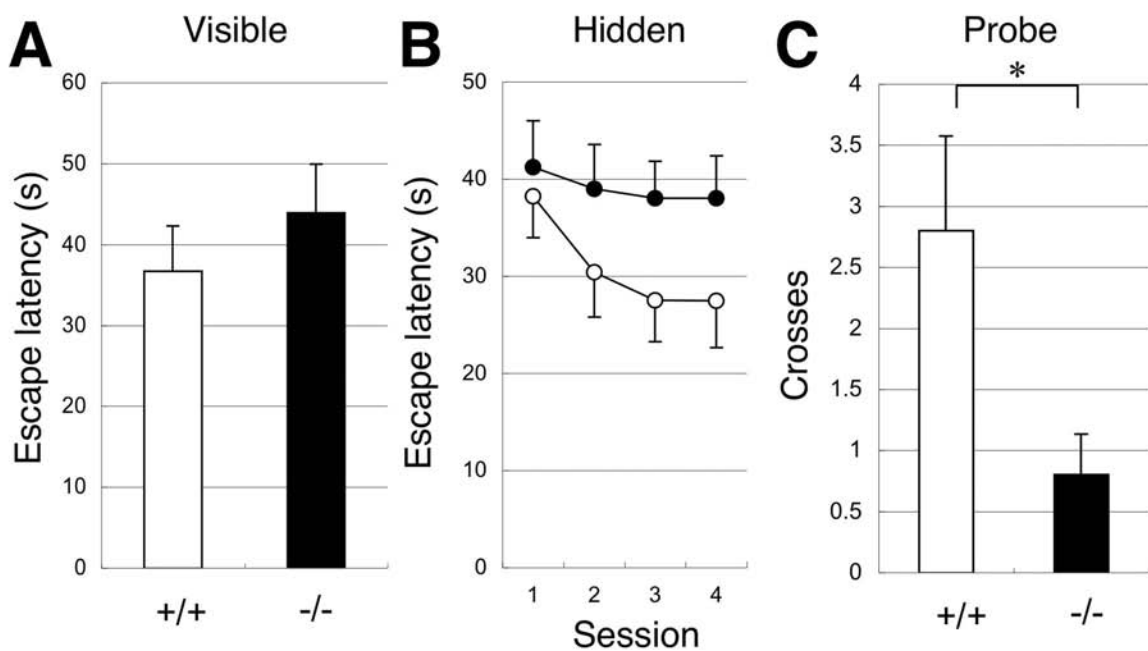 A
Visible
Escape latency (s)
60
50
40
30
20
10
0
+/+
-/-
B
Hidden
Escape latency (s)
50
40
30
20
10
0
1 2 3 4
Session
C
Probe
*
Crosses
4
3.5
3
2.5
2
1.5
1
0.5
0
+/+
-/-